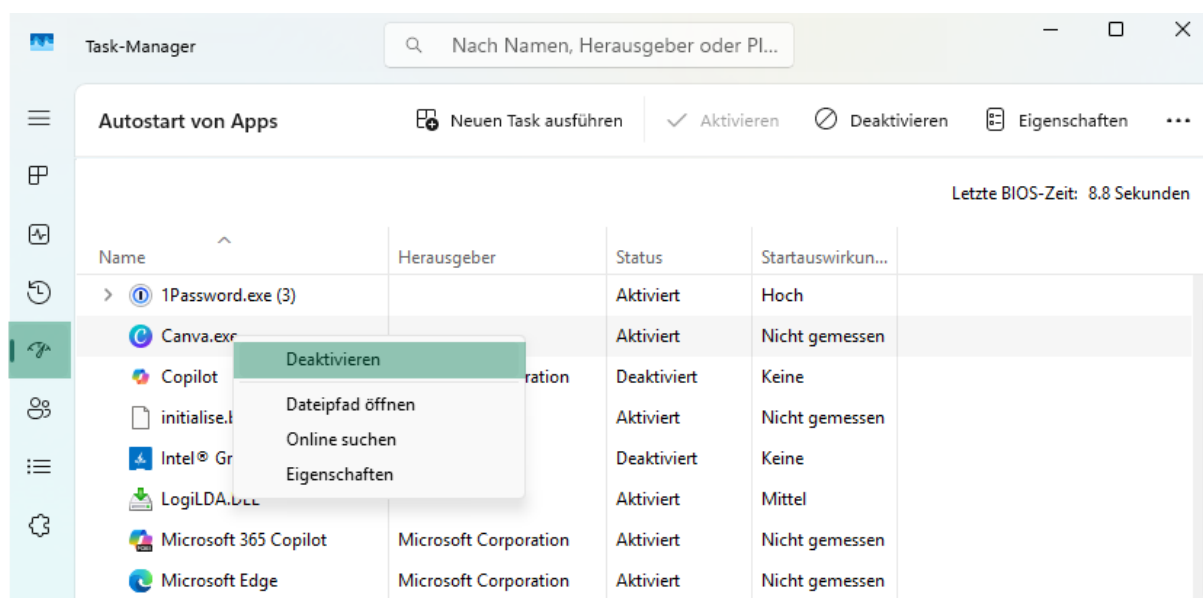 Task-Manager
Nach Namen, Herausgeber oder Pl...
Autostart von Apps
Neuen Task ausführen
Aktivieren
Deaktivieren
Eigenschaften
Letzte BIOS-Zeit: 8.8 Sekunden
Name Herausgeber Status Startauswirkun...
1Password.exe (3) Aktiviert Hoch
Canva.exe Aktiviert Nicht gemessen
Deaktivieren
Copilot ration Deaktiviert Keine
Dateipfad öffnen
initialise. Aktiviert Nicht gemessen
Online suchen
Intel® Gr Deaktiviert Keine
Eigenschaften
LogiLDA.DLL Aktiviert Mittel
Microsoft 365 Copilot Microsoft Corporation Aktiviert Nicht gemessen
Microsoft Edge Microsoft Corporation Aktiviert Nicht gemessen